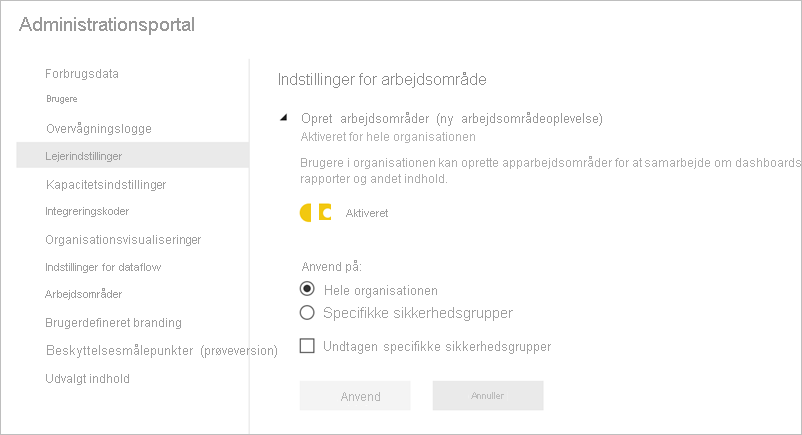 Administrationsportal
Forbrugsdata
Brugere
Overvågningslogge
Lejerindstillinger
Kapacitetsindstillinger
Integreringskoder
Organisationsvisualiseringer
Indstillinger for dataflow
Arbejdsområder
Brugerdefineret branding
Beskyttelsesmålepunkter (prøveversion)
Udvalgt indhold
Indstillinger for arbejdsområde
Opret arbejdsområder (ny arbejdsområdeoplevelse)
Aktiveret for hele organisationen
Brugere i organisationen kan oprette apparbejdsområder for at samarbejde om dashboards
rapporter og andet indhold.
Aktiveret
Anvend på:
Hele organisationen
Specifikke sikkerhedsgrupper
Undtagen specifikke sikkerhedsgrupper
Anvend
Annuller